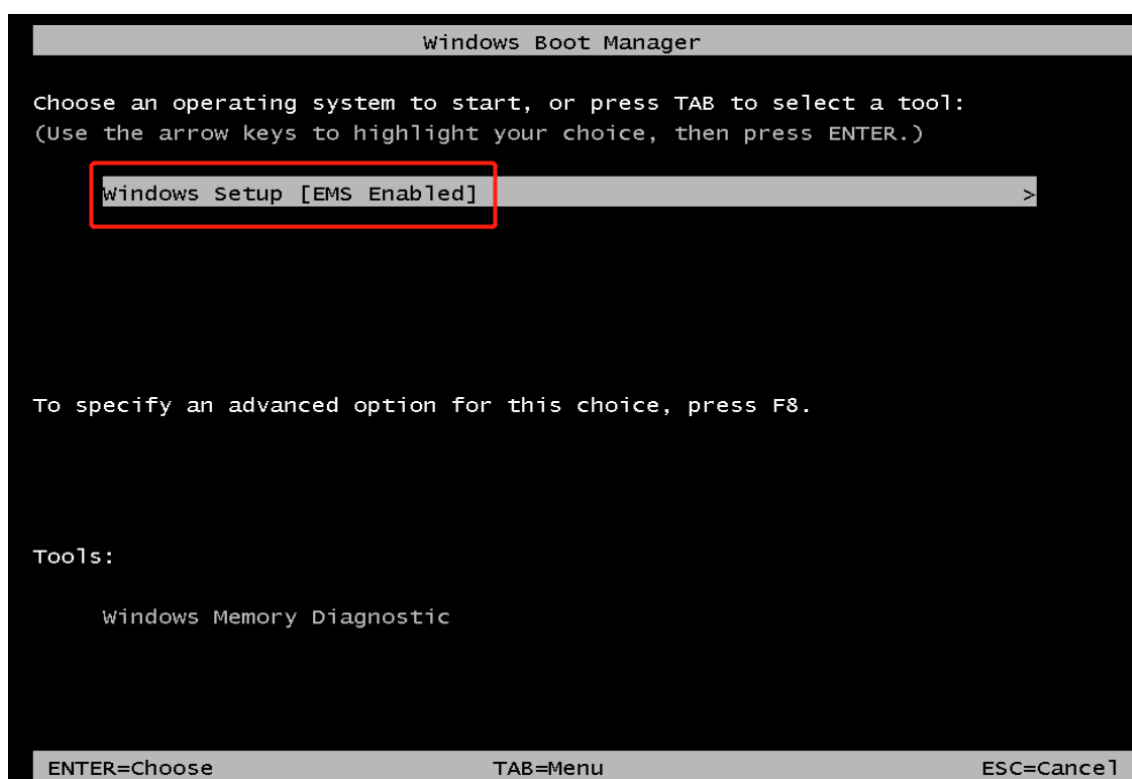 Windows Boot Manager
Choose an operating system to start, or press TAB to select a tool:
(Use the arrow keys to highlight your choice, then press ENTER.)
Windows Setup [EMS Enabled] >
To specify an advanced option for this choice, press F8.
Tools:
Windows Memory Diagnostic
ENTER=Choose TAB=Menu ESC=Cancel